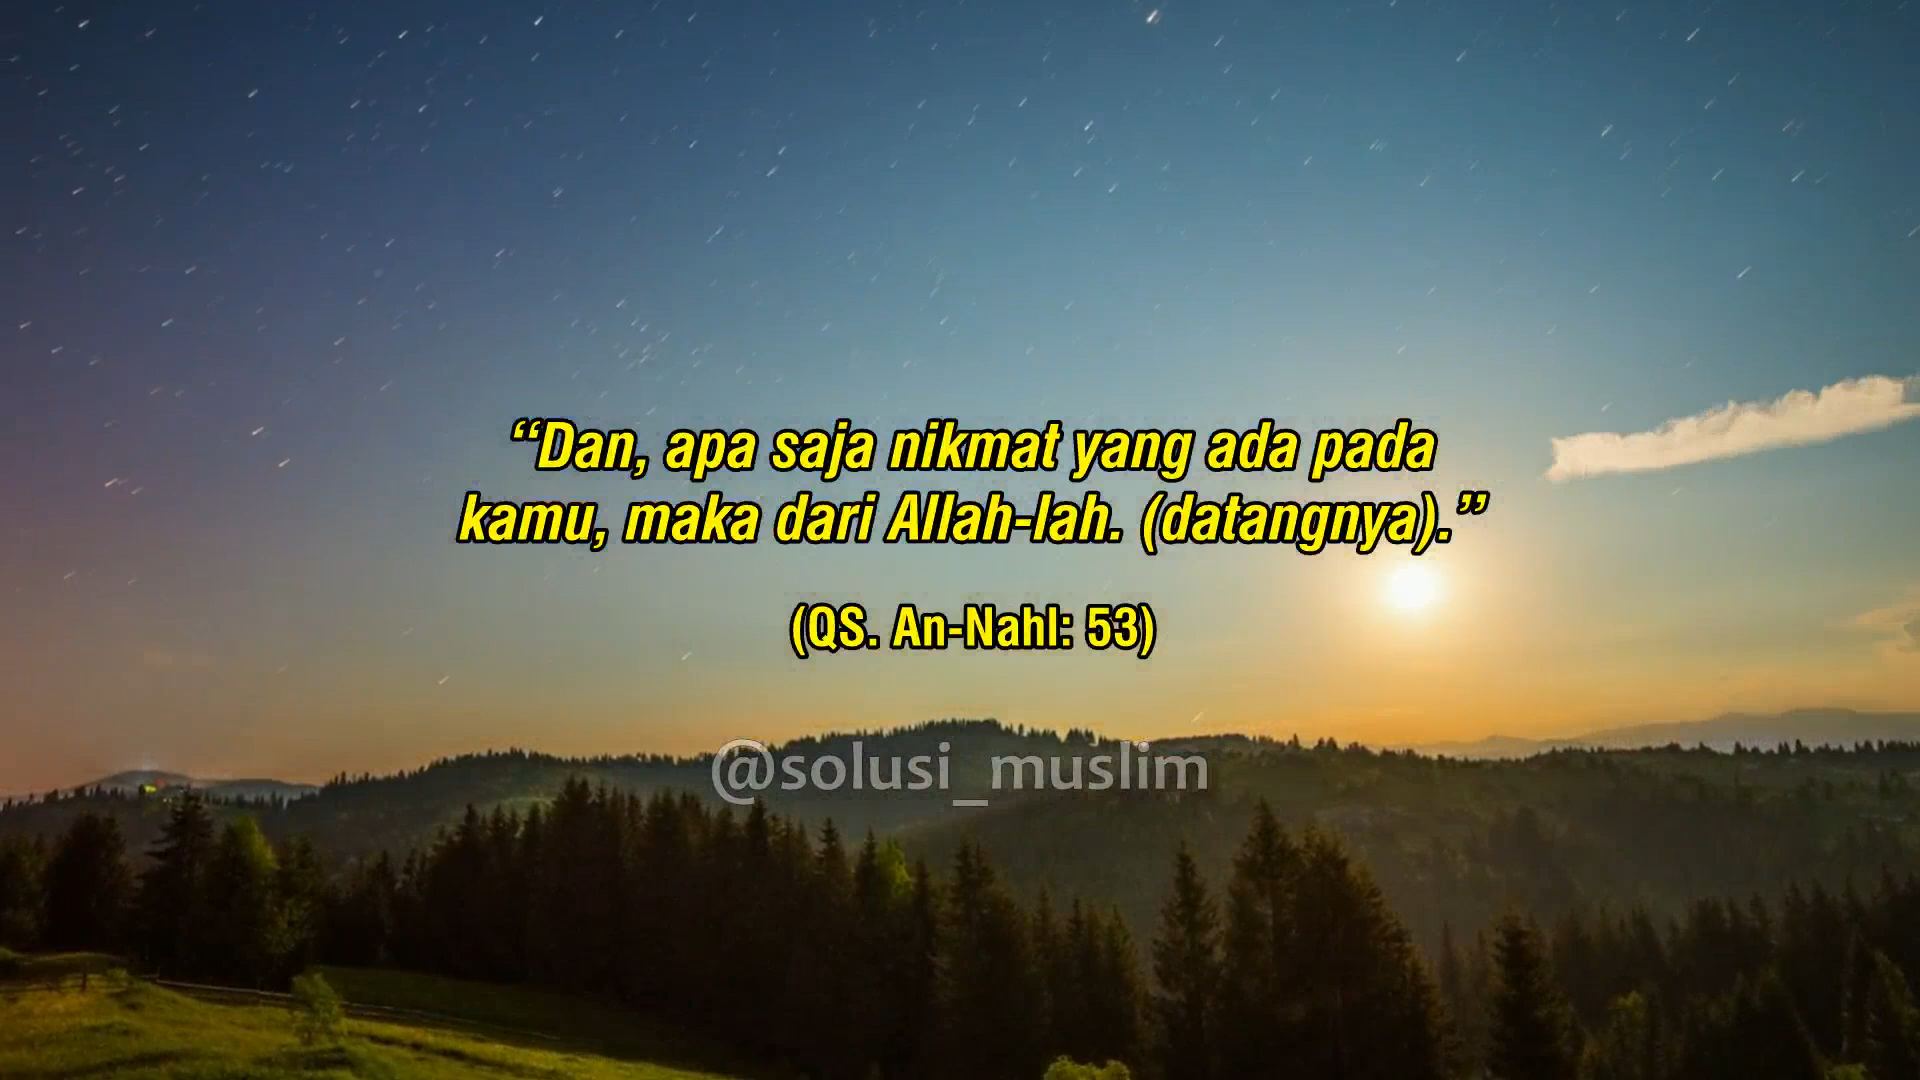 “Dan, apa saja nikmat yang ada pada
kamu, maka dari Allah-lah. (datangnya).”
(QS. An-Nahl: 53)
@solusi_muslim